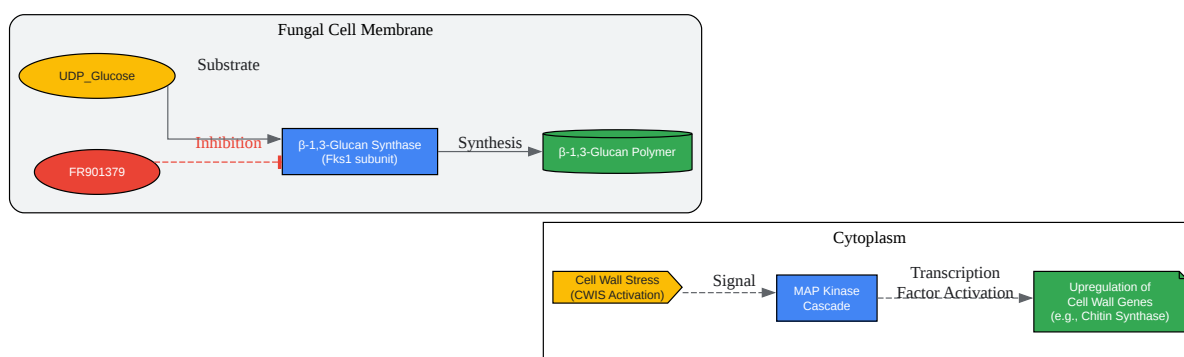 Fungal Cell Membrane
UDP_Glucose
Substrate
Inhibition
FR901379
β-1,3-Glucan Synthase
(Fks1 subunit)
Synthesis
β-1,3-Glucan Polymer
Cytoplasm
Cell Wall Stress
(CWIS Activation)
Signal
MAP Kinase
Cascade
Transcription
Factor Activation
Upregulation of
Cell Wall Genes
(e.g., Chitin Synthase)